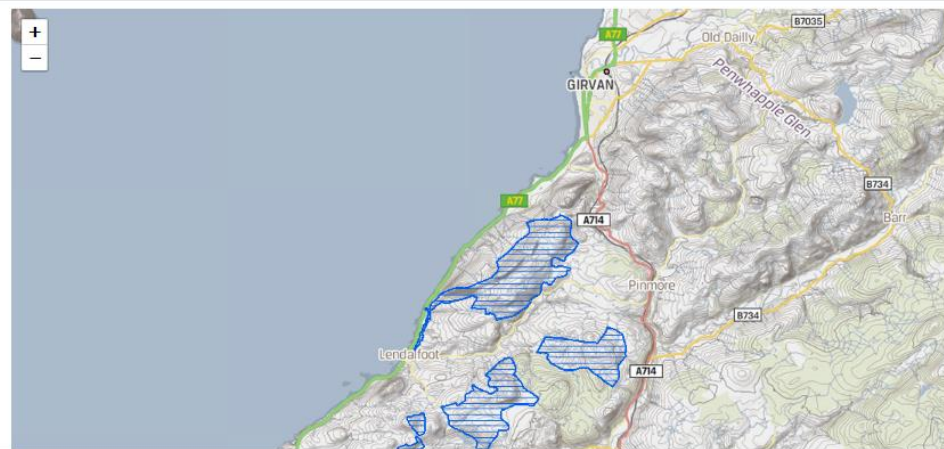 +
−
A77
Old Dailly
B7035
GIRVAN
Penwhapple Glen
B734
A77
A714
Barr
Pinmore
B734
Lendalfoot
A714